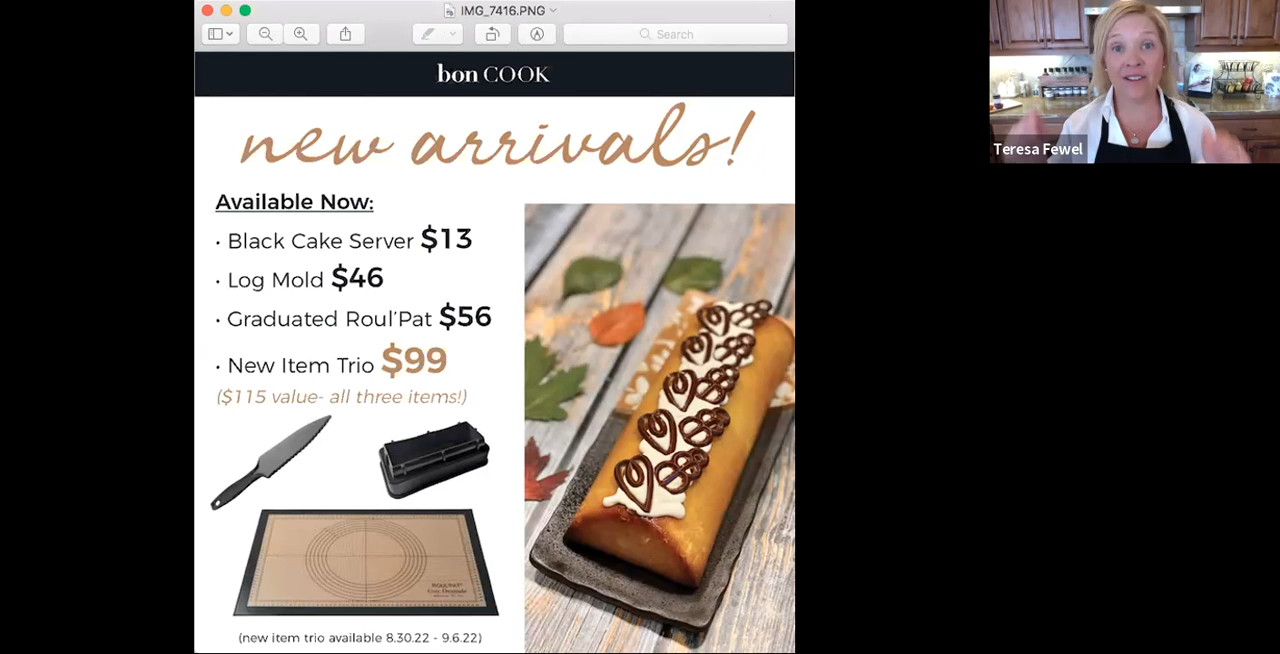 IMG_7416.PNG
Search
bon COOK
new arrivals!
Available Now:
· Black Cake Server $13
· Log Mold $46
· Graduated Roul'Pat $56
· New Item Trio $99
($115 value- all three items!)
ROUL'PAT
(new item trio available 8.30.22 - 9.6.22)
Teresa Fewel